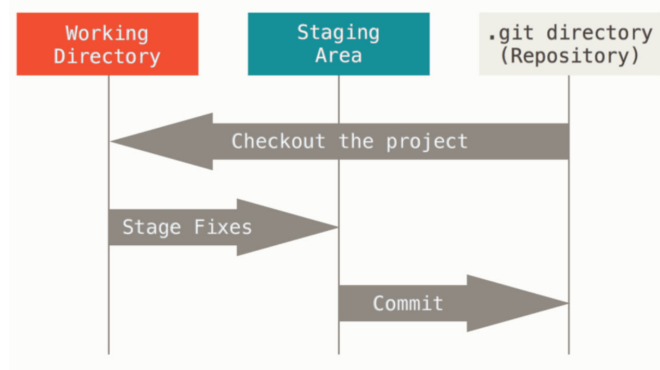 Working
Directory
Staging
Area
.git directory
(Repository)
Checkout the project
Stage Fixes
Commit